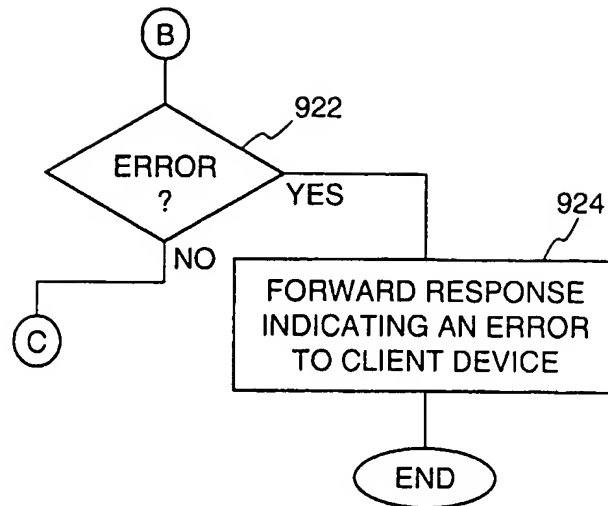 B
922
ERROR
?
YES
924
NO
FORWARD RESPONSE
INDICATING AN ERROR
TO CLIENT DEVICE
C
END